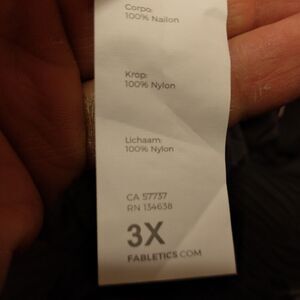 Corpo:
100% Nailon
Krop:
100% Nylon
Lichaam:
100% Nylon
CA 57737
RN 134638
3X
FABLETICS.COM